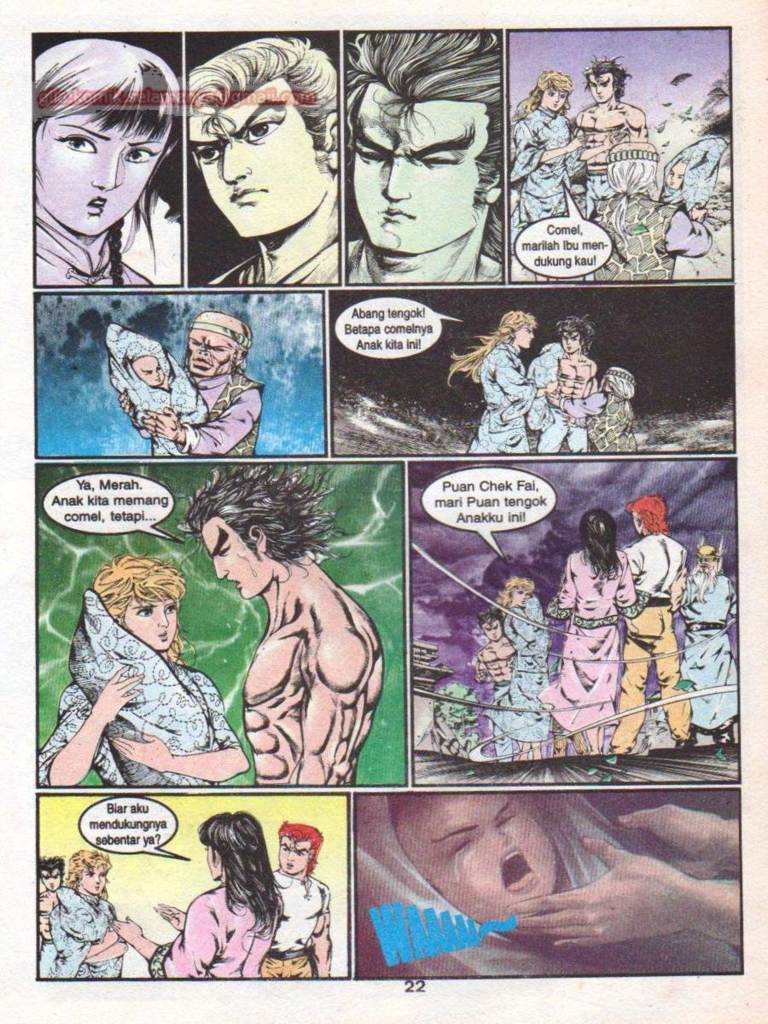 Comel,
marilah Ibu men-
dukung kau!
Abang tengok!
Betapa comelnya
Anak kita ini!
Ya, Merah.
Anak kita memang
comel, tetapi...
Puan Chek Fai,
mari Puan tengok
Anakku ini!
Biar aku
mendukungnya
sebentar ya?
22